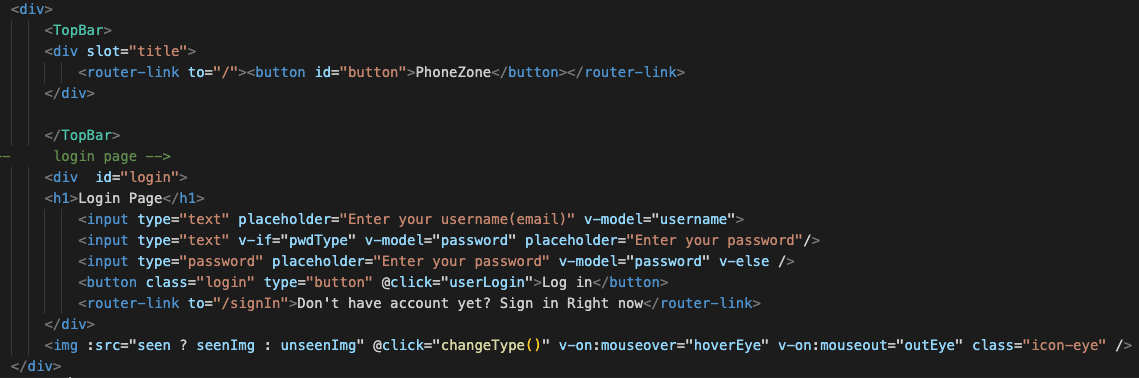 <div>
<TopBar>
<div slot="title">
<router-link to="/"><button id="button">PhoneZone</button></router-link>
</div>
</TopBar>
-- login page -->
<div  id="login">
<h1>Login Page</h1>
<input type="text" placeholder="Enter your username(email)" v-model="username">
<input type="text" v-if="pwdType" v-model="password" placeholder="Enter your password"/>
<input type="password" placeholder="Enter your password" v-model="password" v-else />
<button class="login" type="button" @click="userLogin">Log in</button>
<router-link to="/signIn">Don't have account yet? Sign in Right now</router-link>
</div>
<img :src="seen ? seenImg : unseenImg" @click="changeType()" v-on:mouseover="hoverEye" v-on:mouseout="outEye" class="icon-eye" />
</div>